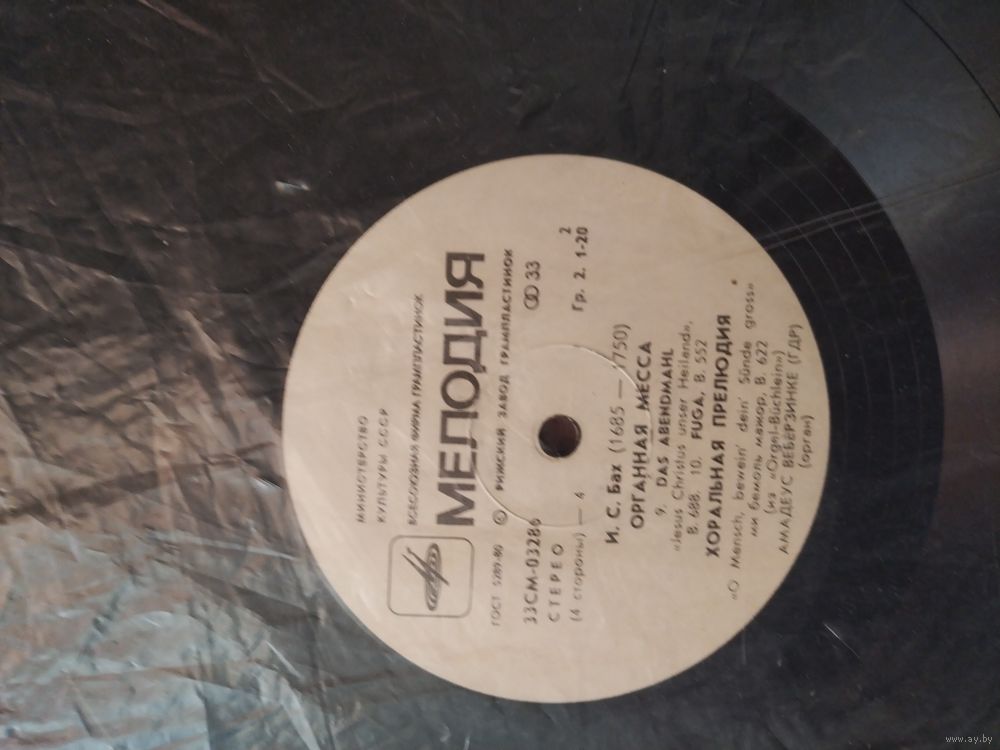 МИНИСТЕРСТВО
КУЛЬТУРЫ СССР
ВСЕСОЮЗНАЯ ФИРМА ГРАМПЛАСТИНОК
МЕЛОДИЯ
ГОСТ 5289-80 © РИЖСКИЙ ЗАВОД ГРАМПЛАСТИНОК
33СМ-03286 33
СТЕРЕО 2
(4 стороны) — 4 Гр. 2. 1-20
И. С. Бах (1685 — 1750)
ОРГАННАЯ МЕССА
9. DAS ABENDMAHL
«Jesus Christus unser Heiland»,
B. 688. 10. FUGA, B. 552
ХОРАЛЬНАЯ ПРЕЛЮДИЯ
«O Mensch, bewein' dein' Sünde gross»
ми бемоль мажор, B. 622
(из «Orgel-Büchlein»)
АМАДЕУС ВЕБЕРЗИНКЕ (ГДР)
(орган)
www.ay.by